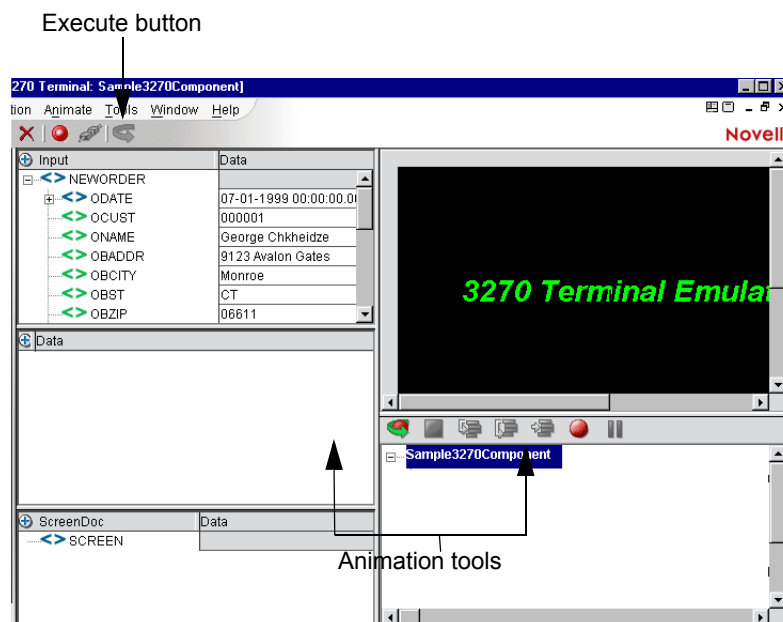 Execute button
270 Terminal: Sample3270Component]
tion Animate Tools Window Help
Novell
Input Data
NEWORDER
ODATE 07-01-1999 00:00:00.00
OCUST 000001
ONAME George Chkheidze
OBADDR 9123 Avalon Gates
OBCITY Monroe
OBST CT
OBZIP 06611
3270 Terminal Emulat
Data
Sample3270Component
ScreenDoc Data
SCREEN
Animation tools